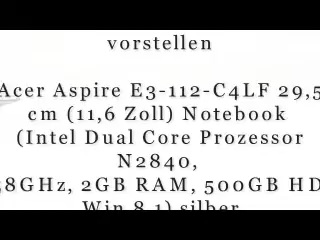 vorstellen
Acer Aspire E3-112-C4LF 29,5
cm (11,6 Zoll) Notebook
(Intel Dual Core Prozessor
N2840,
8GHz, 2GB RAM, 500GB HD
Win 8.1) silber